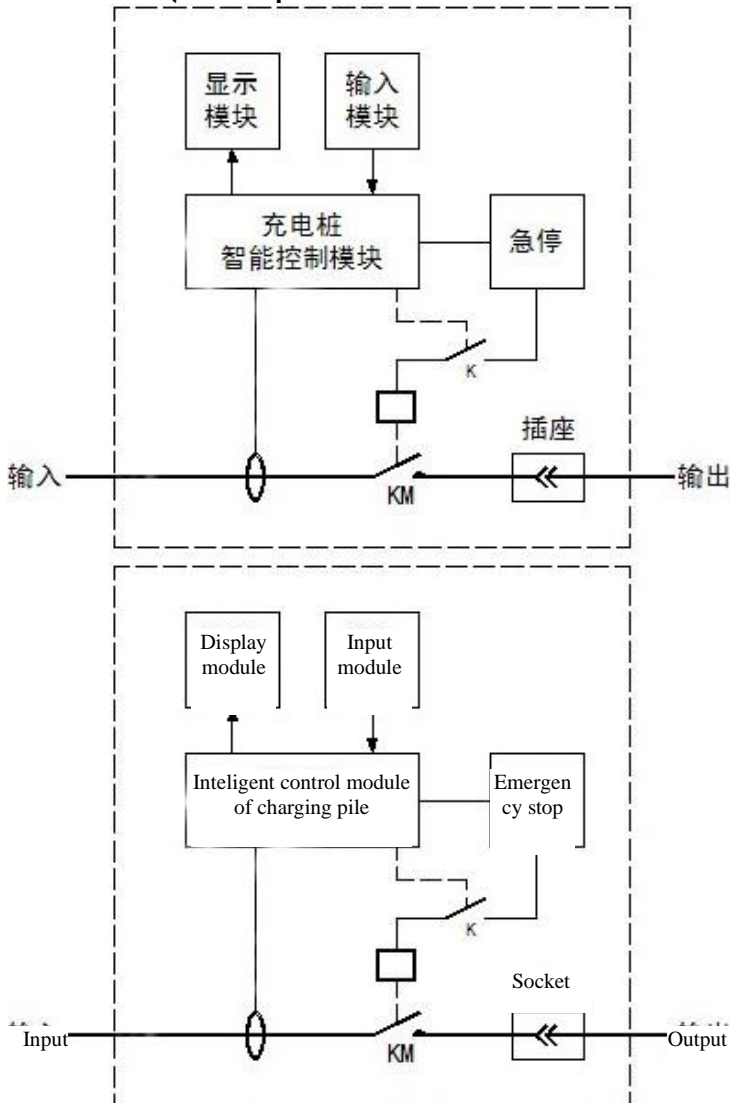 显示
模块
输入
模块
充电桩
智能控制模块
急停
K
插座
输入
KM
输出
Display
module
Input
module
Inteligent control module
of charging pile
Emergen
cy stop
K
Socket
Input
KM
Output